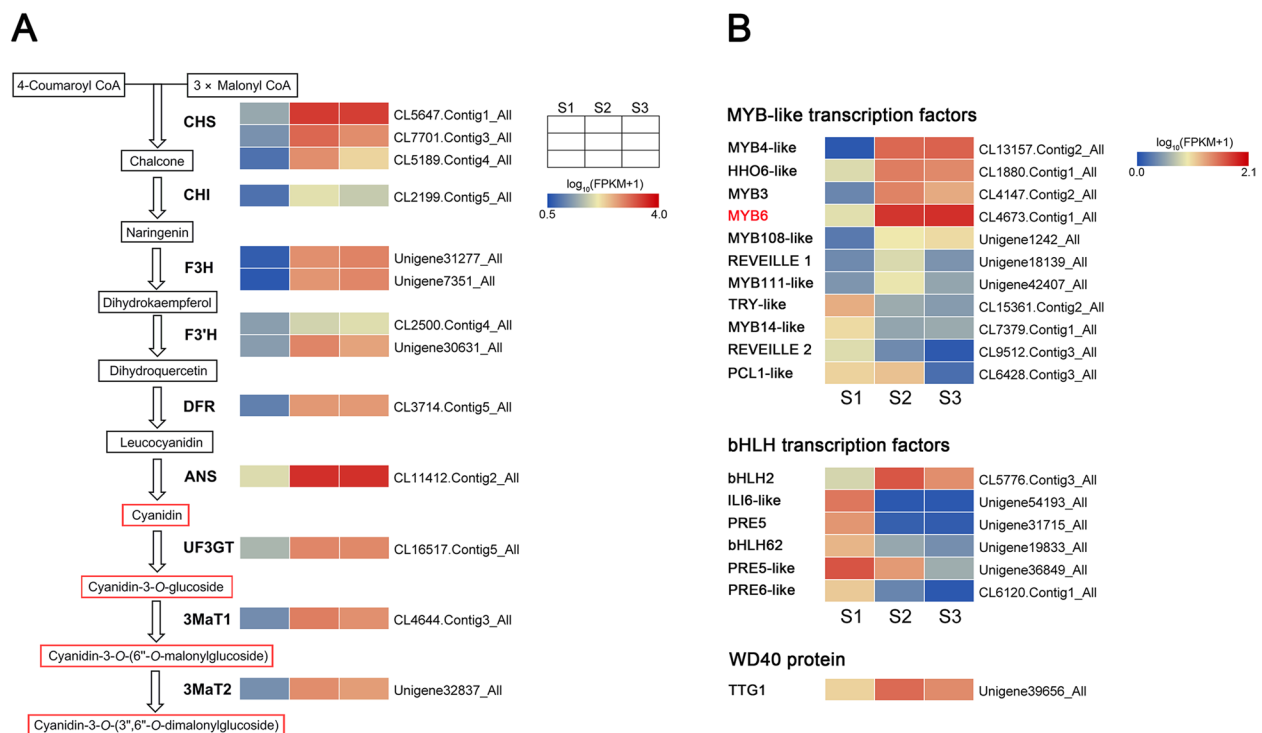 A
4-Coumaroyl CoA
3 × Malonyl CoA
CHS
CL5647.Contig1_All
CL7701.Contig3_All
CL5189.Contig4_All
Chalcone
CHI
CL2199.Contig5_All
Naringenin
F3H
Unigene31277_All
Unigene7351_All
Dihydrokaempferol
F3'H
CL2500.Contig4_All
Unigene30631_All
Dihydroquercetin
DFR
CL3714.Contig5_All
Leucocyanidin
ANS
CL11412.Contig2_All
Cyanidin
UF3GT
CL16517.Contig5_All
Cyanidin-3-O-glucoside
3MaT1
CL4644.Contig3_All
Cyanidin-3-O-(6"-O-malonylglucoside)
3MaT2
Unigene32837_All
Cyanidin-3-O-(3",6"-O-dimalonylglucoside)
S1 S2 S3
log10(FPKM+1)
0.5 4.0
B
MYB-like transcription factors
MYB4-like CL13157.Contig2_All
HHO6-like CL1880.Contig1_All
MYB3 CL4147.Contig2_All
MYB6 CL4673.Contig1_All
MYB108-like Unigene1242_All
REVEILLE 1 Unigene18139_All
MYB111-like Unigene42407_All
TRY-like CL15361.Contig2_All
MYB14-like CL7379.Contig1_All
REVEILLE 2 CL9512.Contig3_All
PCL1-like CL6428.Contig3_All
S1 S2 S3
log10(FPKM+1)
0.0 2.1
bHLH transcription factors
bHLH2 CL5776.Contig3_All
ILI6-like Unigene54193_All
PRE5 Unigene31715_All
bHLH62 Unigene19833_All
PRE5-like Unigene36849_All
PRE6-like CL6120.Contig1_All
S1 S2 S3
WD40 protein
TTG1 Unigene39656_All